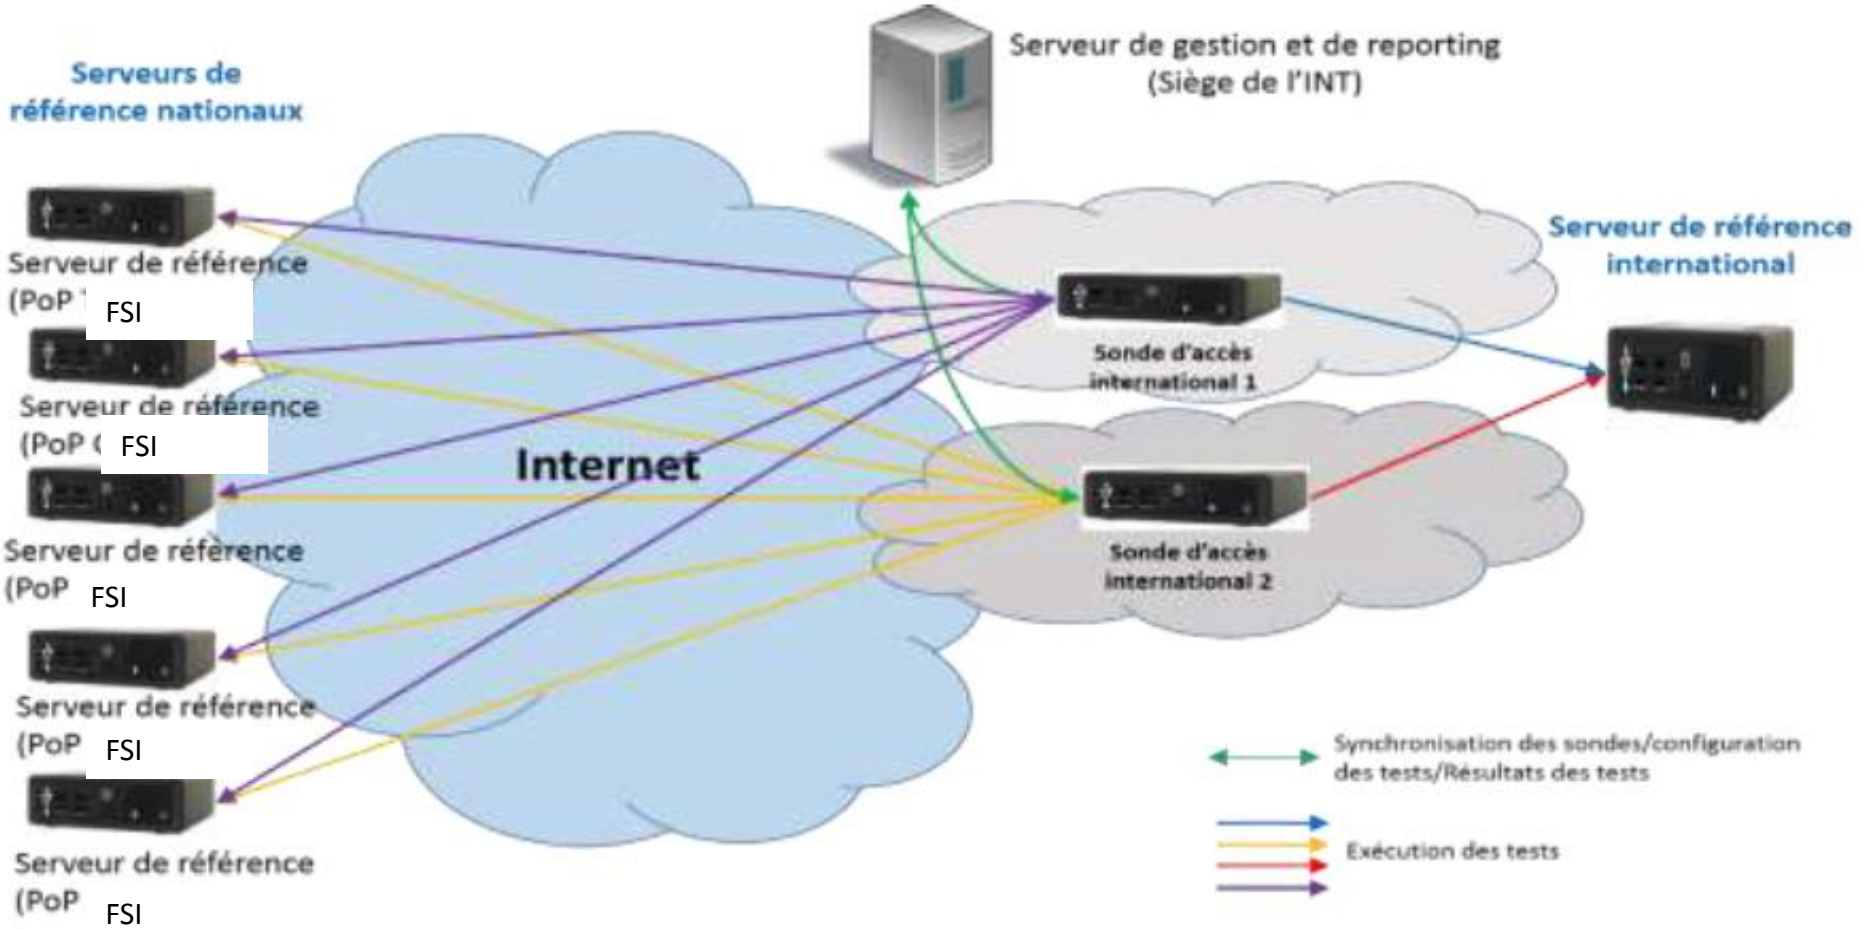 Serveurs de
référence nationaux
Serveur de gestion et de reporting
(Siège de l'INT)
Serveur de référence
(PoP
FSI
Serveur de référence
(PoP
FSI
Serveur de référence
(PoP
FSI
Serveur de référence
(PoP
FSI
Serveur de référence
(PoP
FSI
Internet
Sonde d'accès
international 1
Sonde d'accès
international 2
Serveur de référence
international
Synchronisation des sondes/configuration
des tests/Résultats des tests
Exécution des tests